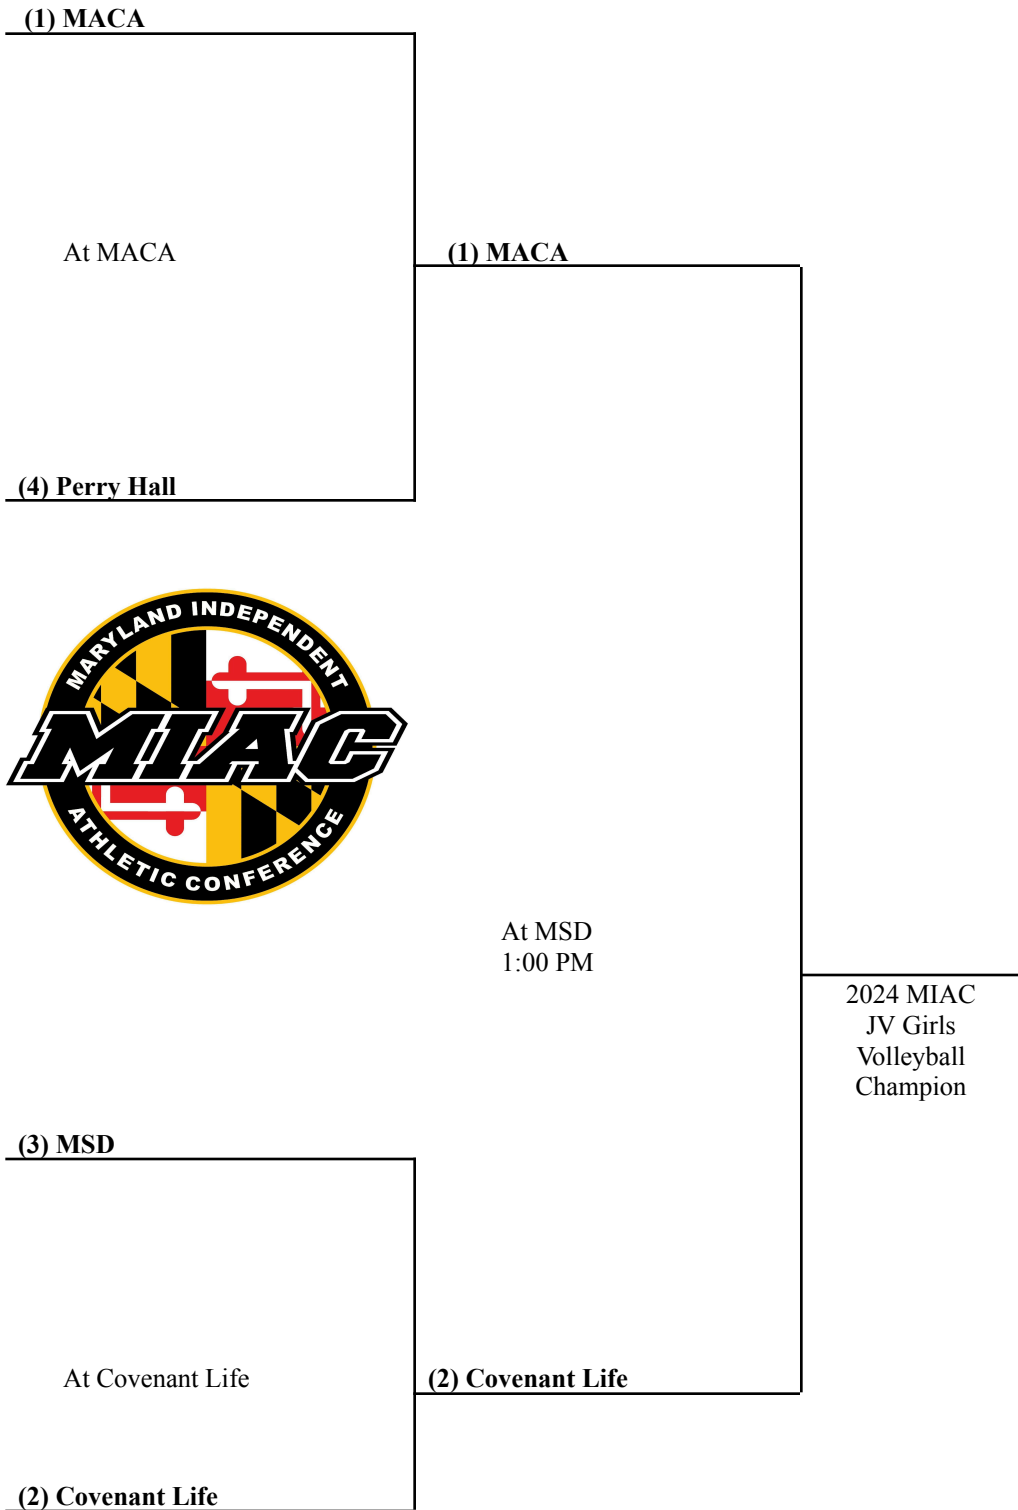 (1) MACA
At MACA
(1) MACA
(4) Perry Hall
MARYLAND INDEPENDENT
MIAC
ATHLETIC CONFERENCE
At MSD
1:00 PM
2024 MIAC
JV Girls
Volleyball
Champion
(3) MSD
At Covenant Life
(2) Covenant Life
(2) Covenant Life